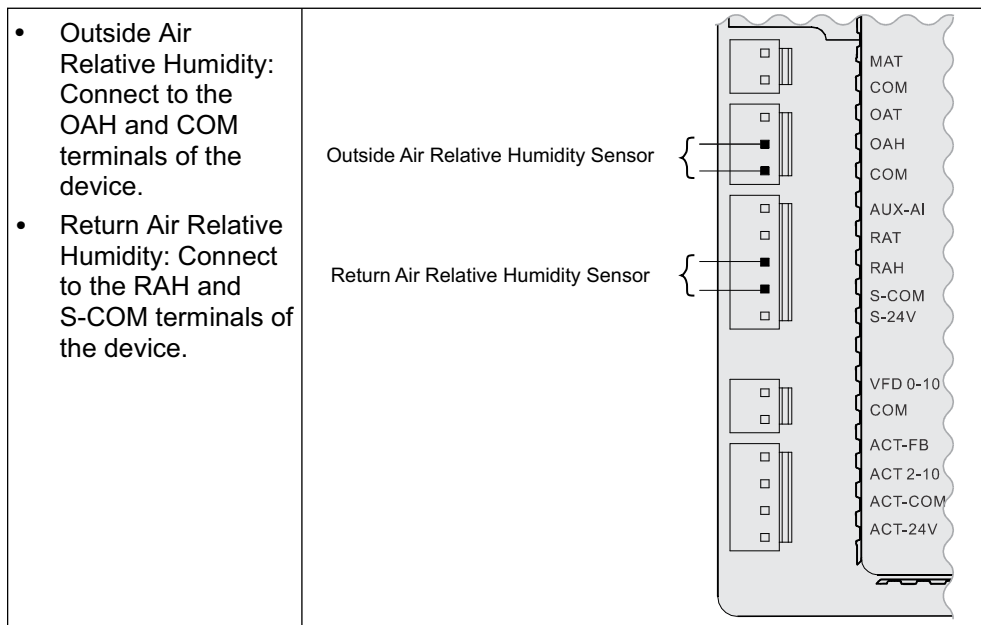 • Outside Air
Relative Humidity:
Connect to the
OAH and COM
terminals of the
device.
• Return Air Relative
Humidity: Connect
to the RAH and
S-COM terminals of
the device.
Outside Air Relative Humidity Sensor
Return Air Relative Humidity Sensor
MAT
COM
OAT
OAH
COM
AUX-AI
RAT
RAH
S-COM
S-24V
VFD 0-10
COM
ACT-FB
ACT 2-10
ACT-COM
ACT-24V